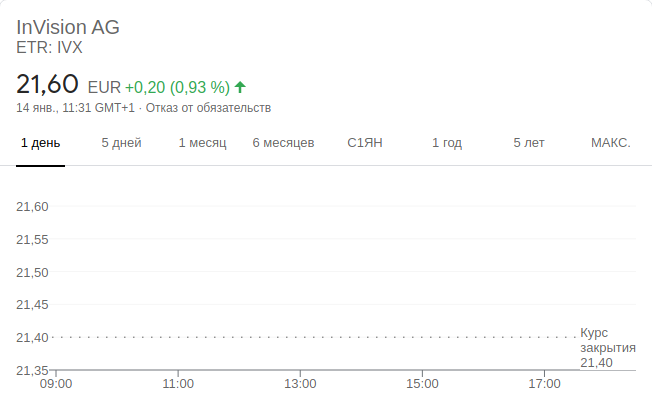 InVision AG
ETR: IVX
21,60 EUR +0,20 (0,93 %)
14 янв., 11:31 GMT+1 · Отказ от обязательств
1 день 5 дней 1 месяц 6 месяцев С1ЯН 1 год 5 лет МАКС.
21,60
21,55
21,50
21,45
21,40
Курс
закрытия
21,40
21,35
09:00 11:00 13:00 15:00 17:00